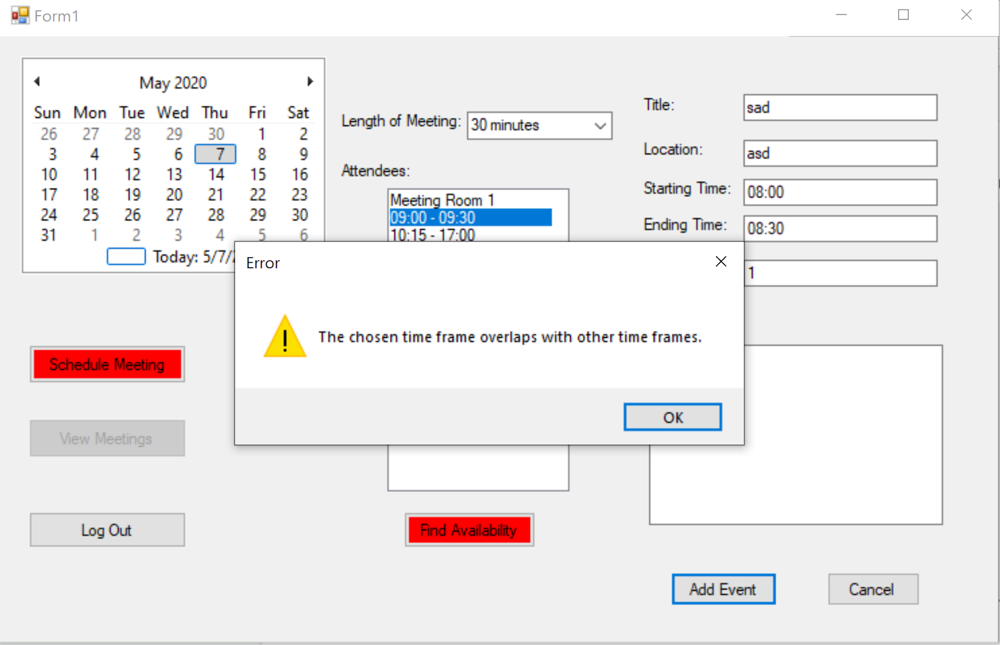 Form1
May 2020
Sun Mon Tue Wed Thu Fri Sat
26 27 28 29 30 1 2
3 4 5 6 7 8 9
10 11 12 13 14 15 16
17 18 19 20 21 22 23
24 25 26 27 28 29 30
31 1 2 3 4 5 6
Today: 5/7/
Length of Meeting: 30 minutes
Attendees:
Meeting Room 1
09:00 - 09:30
10:15 - 17:00
Title: sad
Location: asd
Starting Time: 08:00
Ending Time: 08:30
1
Error
The chosen time frame overlaps with other time frames.
OK
Schedule Meeting
View Meetings
Log Out
Find Availability
Add Event
Cancel